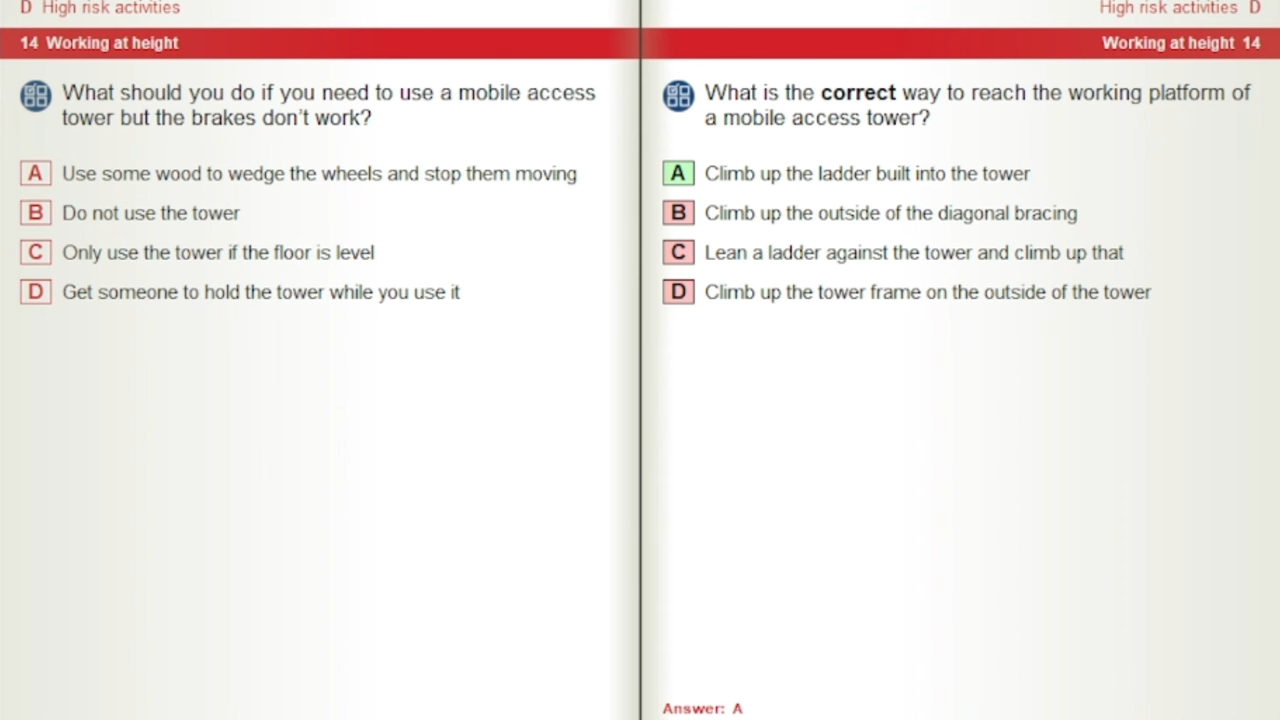 D High risk activities
14 Working at height
What should you do if you need to use a mobile access
tower but the brakes don't work?
A Use some wood to wedge the wheels and stop them moving
B Do not use the tower
C Only use the tower if the floor is level
D Get someone to hold the tower while you use it
High risk activities D
Working at height 14
What is the correct way to reach the working platform of
a mobile access tower?
A Climb up the ladder built into the tower
B Climb up the outside of the diagonal bracing
C Lean a ladder against the tower and climb up that
D Climb up the tower frame on the outside of the tower
Answer: A